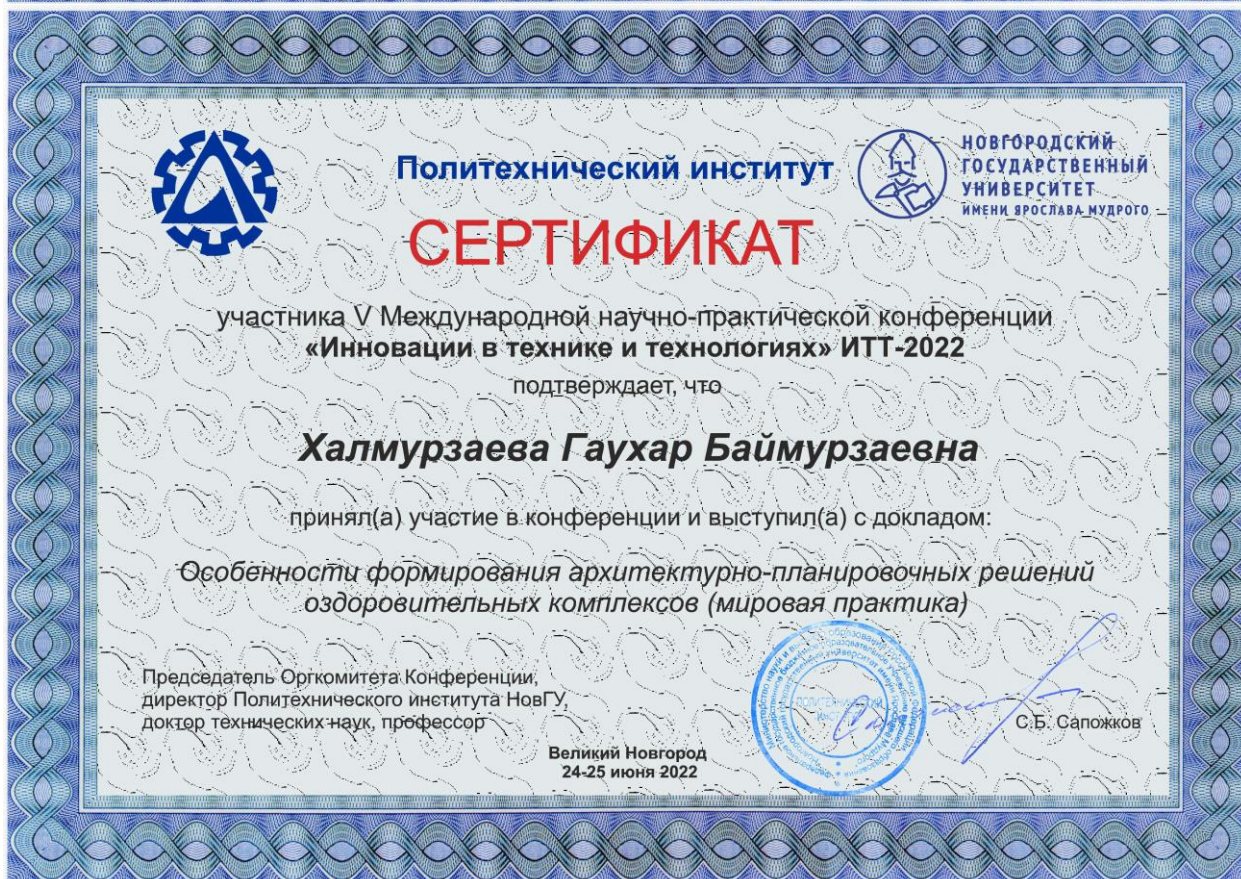 Политехнический институт
НОВГОРОДСКИЙ
ГОСУДАРСТВЕННЫЙ
УНИВЕРСИТЕТ
ИМЕНИ ЯРОСЛАВА МУДРОГО
СЕРТИФИКАТ
участника V Международной научно-практической конференции
«Инновации в технике и технологиях» ИТТ-2022
подтверждает, что
Халмурзаева Гаухар Баймурзаевна
принял(а) участие в конференции и выступил(а) с докладом:
Особенности формирования архитектурно-планировочных решений
оздоровительных комплексов (мировая практика)
Председатель Оргкомитета Конференции,
директор Политехнического института НовГУ,
доктор технических наук, профессор
С.Б. Сапожков
Великий Новгород
24-25 июня 2022
ПОЛИТЕХНИЧЕСКИЙ
ИНСТИТУТ